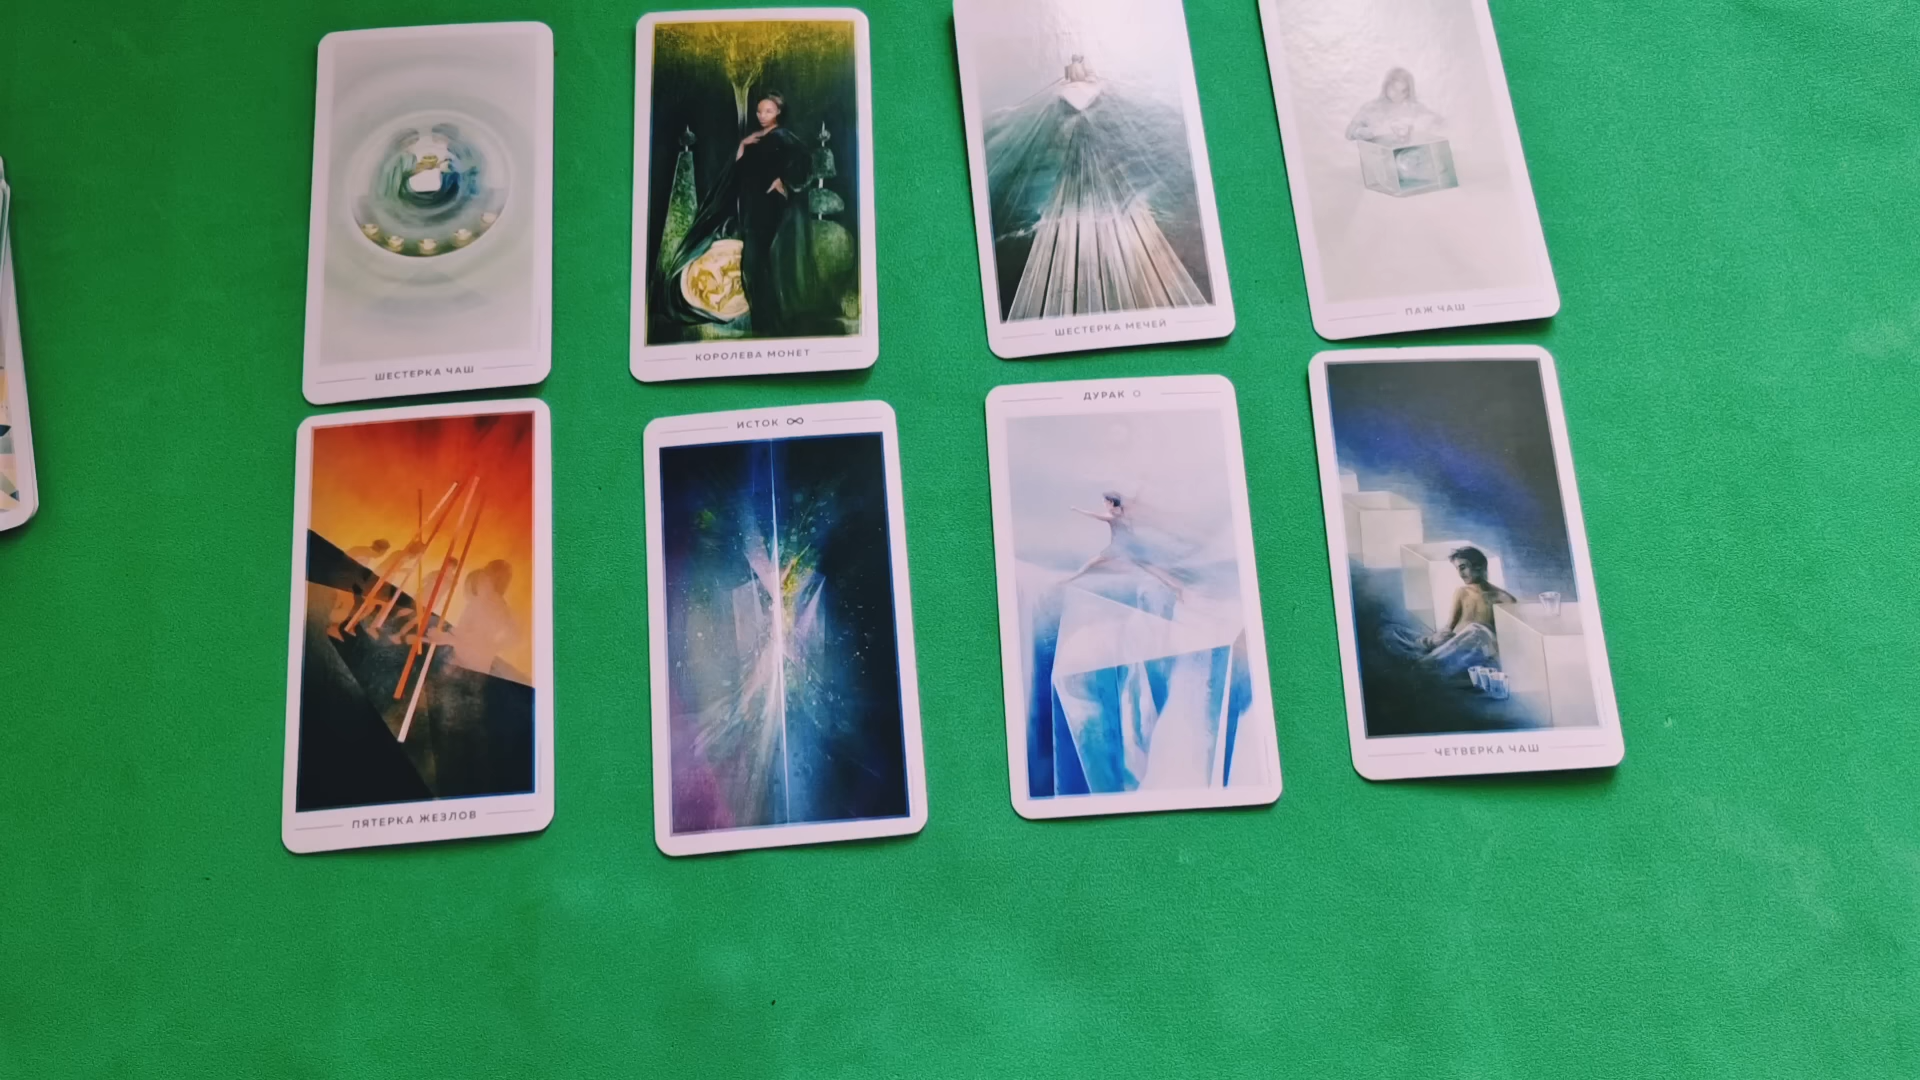 ШЕСТЕРКА ЧАШ
КОРОЛЕВА МОНЕТ
ШЕСТЕРКА МЕЧЕЙ
ПАЖ ЧАШ
ПЯТЕРКА ЖЕЗЛОВ
ИСТОК ∞
ДУРАК 0
ЧЕТВЕРКА ЧАШ